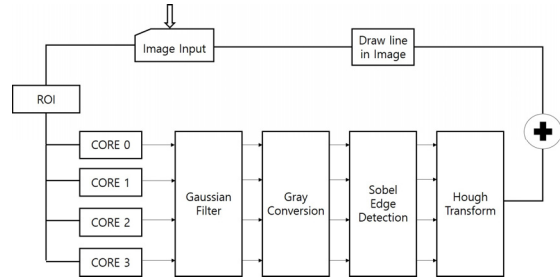 Image Input
Draw line
in Image
ROI
CORE 0
CORE 1
CORE 2
CORE 3
Gaussian
Filter
Gray
Conversion
Sobel
Edge
Detection
Hough
Transform